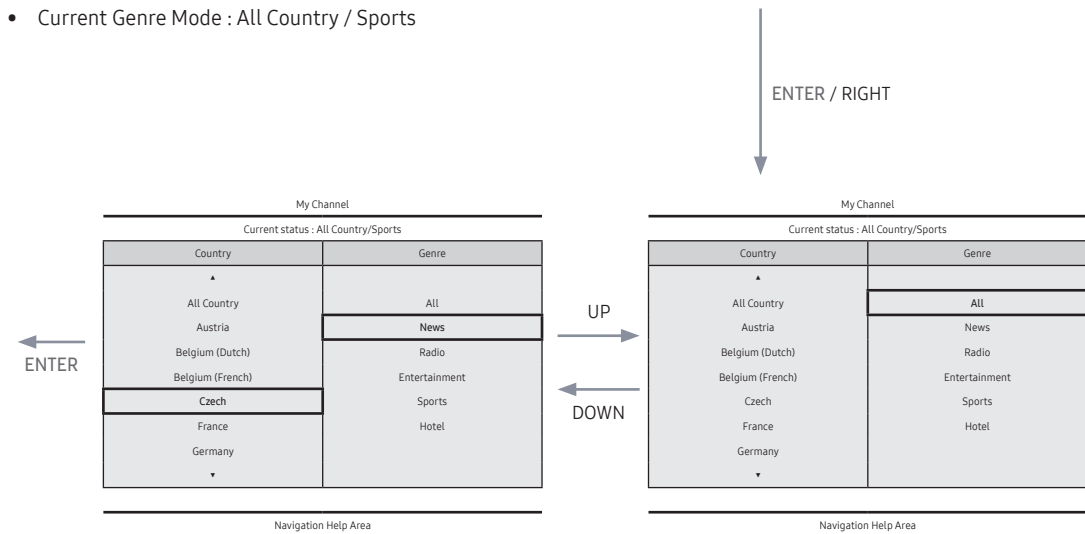 • Current Genre Mode : All Country / Sports
ENTER / RIGHT
My Channel
Current status : All Country/Sports
Country Genre
▲
All Country All
Austria News
Belgium (Dutch) Radio
Belgium (French) Entertainment
Czech Sports
France Hotel
Germany
▼
Navigation Help Area
ENTER
UP
DOWN
My Channel
Current status : All Country/Sports
Country Genre
▲
All Country All
Austria News
Belgium (Dutch) Radio
Belgium (French) Entertainment
Czech Sports
France Hotel
Germany
▼
Navigation Help Area